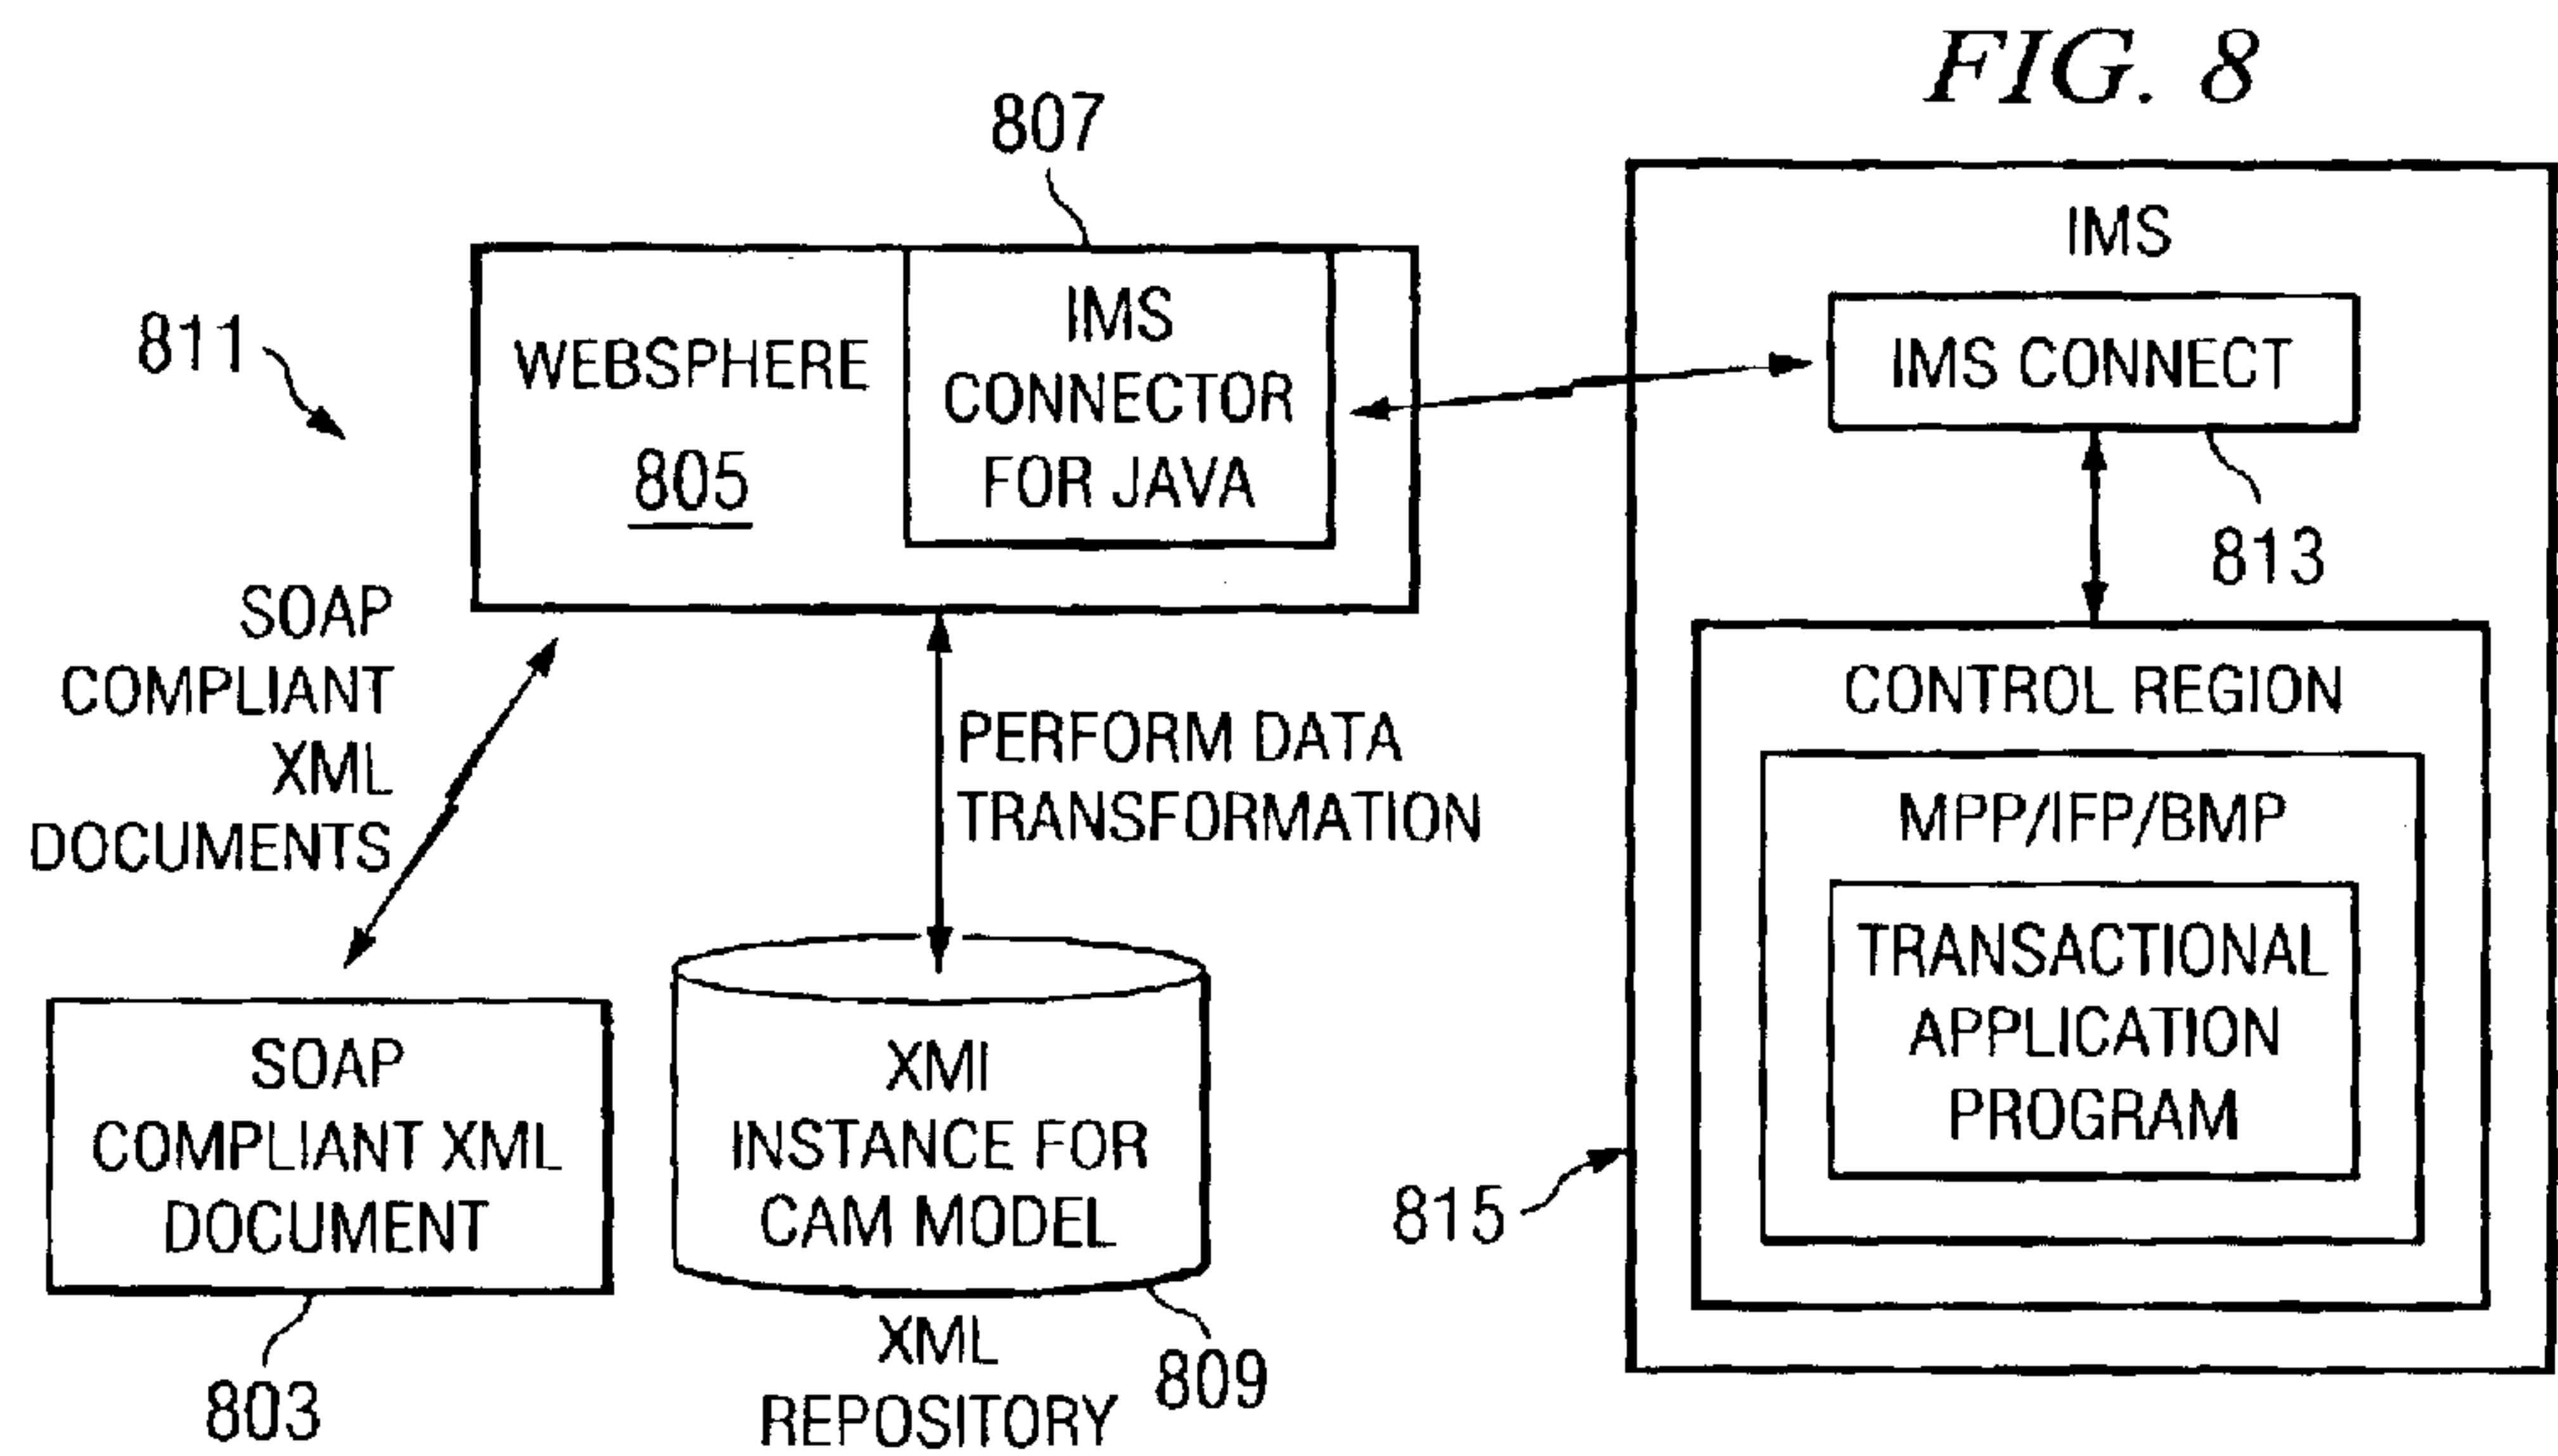 FIG. 8
807
811
WEBSPHERE
805
IMS
CONNECTOR
FOR JAVA
IMS
IMS CONNECT
813
SOAP
COMPLIANT
XML
DOCUMENTS
PERFORM DATA
TRANSFORMATION
CONTROL REGION
MPP/IFP/BMP
TRANSACTIONAL
APPLICATION
PROGRAM
815
SOAP
COMPLIANT XML
DOCUMENT
803
XMI
INSTANCE FOR
CAM MODEL
XML
REPOSITORY
809